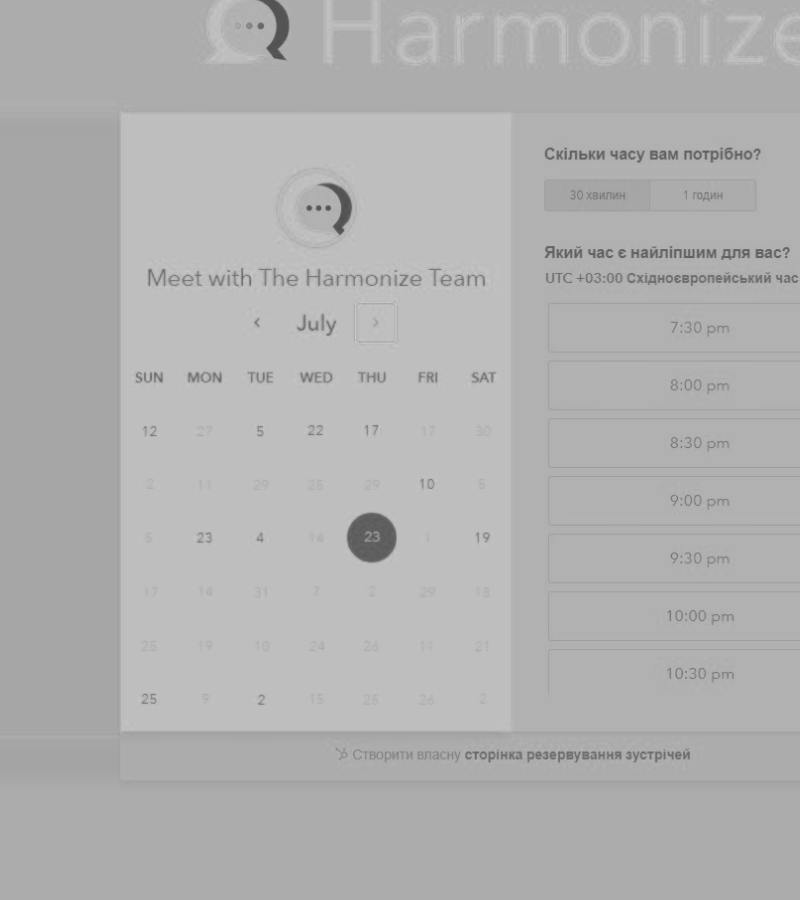 Harmonize
Meet with The Harmonize Team
July
SUN MON TUE WED THU FRI SAT
12 27 5 22 17 17 30
2 11 29 25 29 10 5
5 23 4 14 23 1 19
17 14 31 7 2 29 18
25 19 10 24 26 11 21
25 9 2 15 25 26 2
Скільки часу вам потрібно?
30 хвилин 1 годин
Який час є найліпшим для вас?
UTC +03:00 Східноєвропейський час
7:30 pm
8:00 pm
8:30 pm
9:00 pm
9:30 pm
10:00 pm
10:30 pm
Створити власну сторінка резервування зустрічей